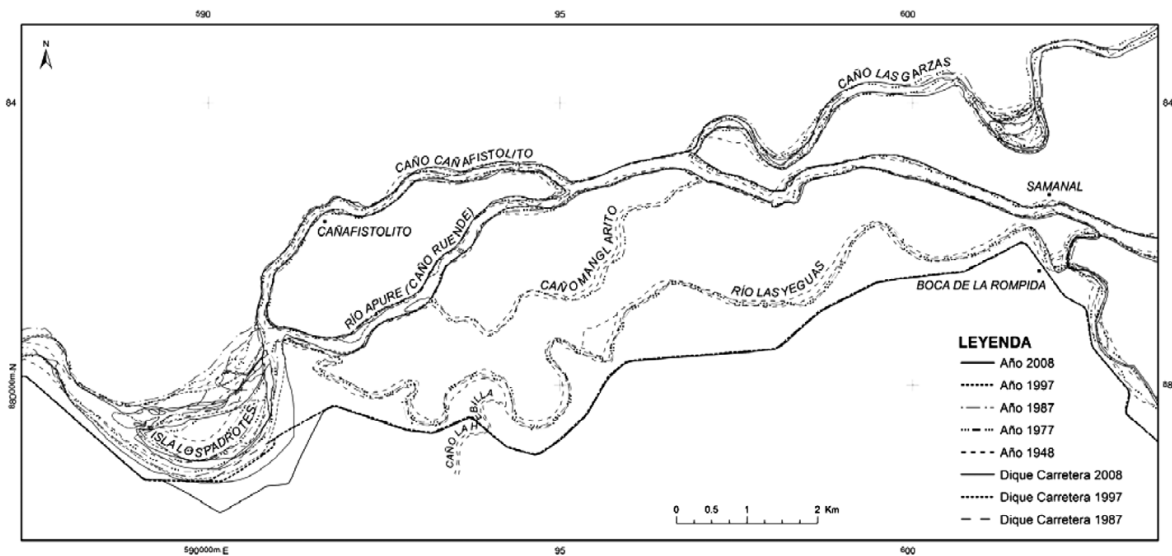 590
95
600
N
84
84
CAÑO LAS GARZAS
CAÑO CAÑAFISTOLITO
SAMANAL
CAÑAFISTOLITO
RÍO APURE (CAÑO RUENDE)
CAÑO MANGLARITO
RÍO LAS YEGUAS
BOCA DE LA ROMPIDA
LEYENDA
Año 2008
Año 1997
Año 1987
Año 1977
Año 1948
Dique Carretera 2008
Dique Carretera 1997
Dique Carretera 1987
880000m.N
88
ISLA LOS PADROTES
CAÑO LA HEBILLA
0 0.5 1 2 Km
590000m E
95
600